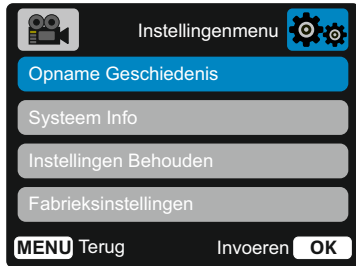 Instellingenmenu
Opname Geschiedenis
Systeem Info
Instellingen Behouden
Fabrieksinstellingen
MENU Terug Invoeren OK